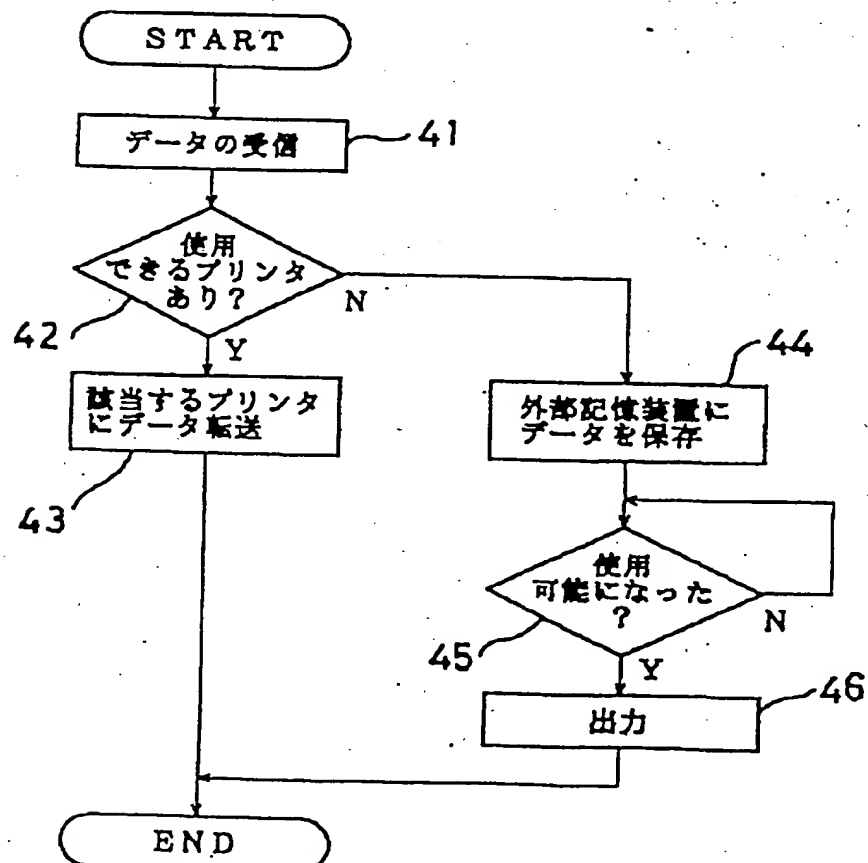 START
データの受信
41
使用
できるプリンタ
あり?
42
N
Y
該当するプリンタ
にデータ転送
43
44
外部記憶装置に
データを保存
使用
可能になった
?
45
N
Y
46
出力
END